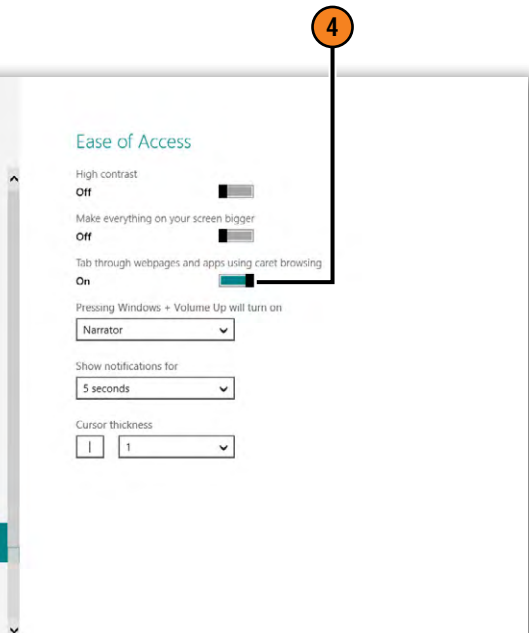 4
Ease of Access
High contrast
Off
Make everything on your screen bigger
Off
Tab through webpages and apps using caret browsing
On
Pressing Windows + Volume Up will turn on
Narrator
Show notifications for
5 seconds
Cursor thickness
| 1